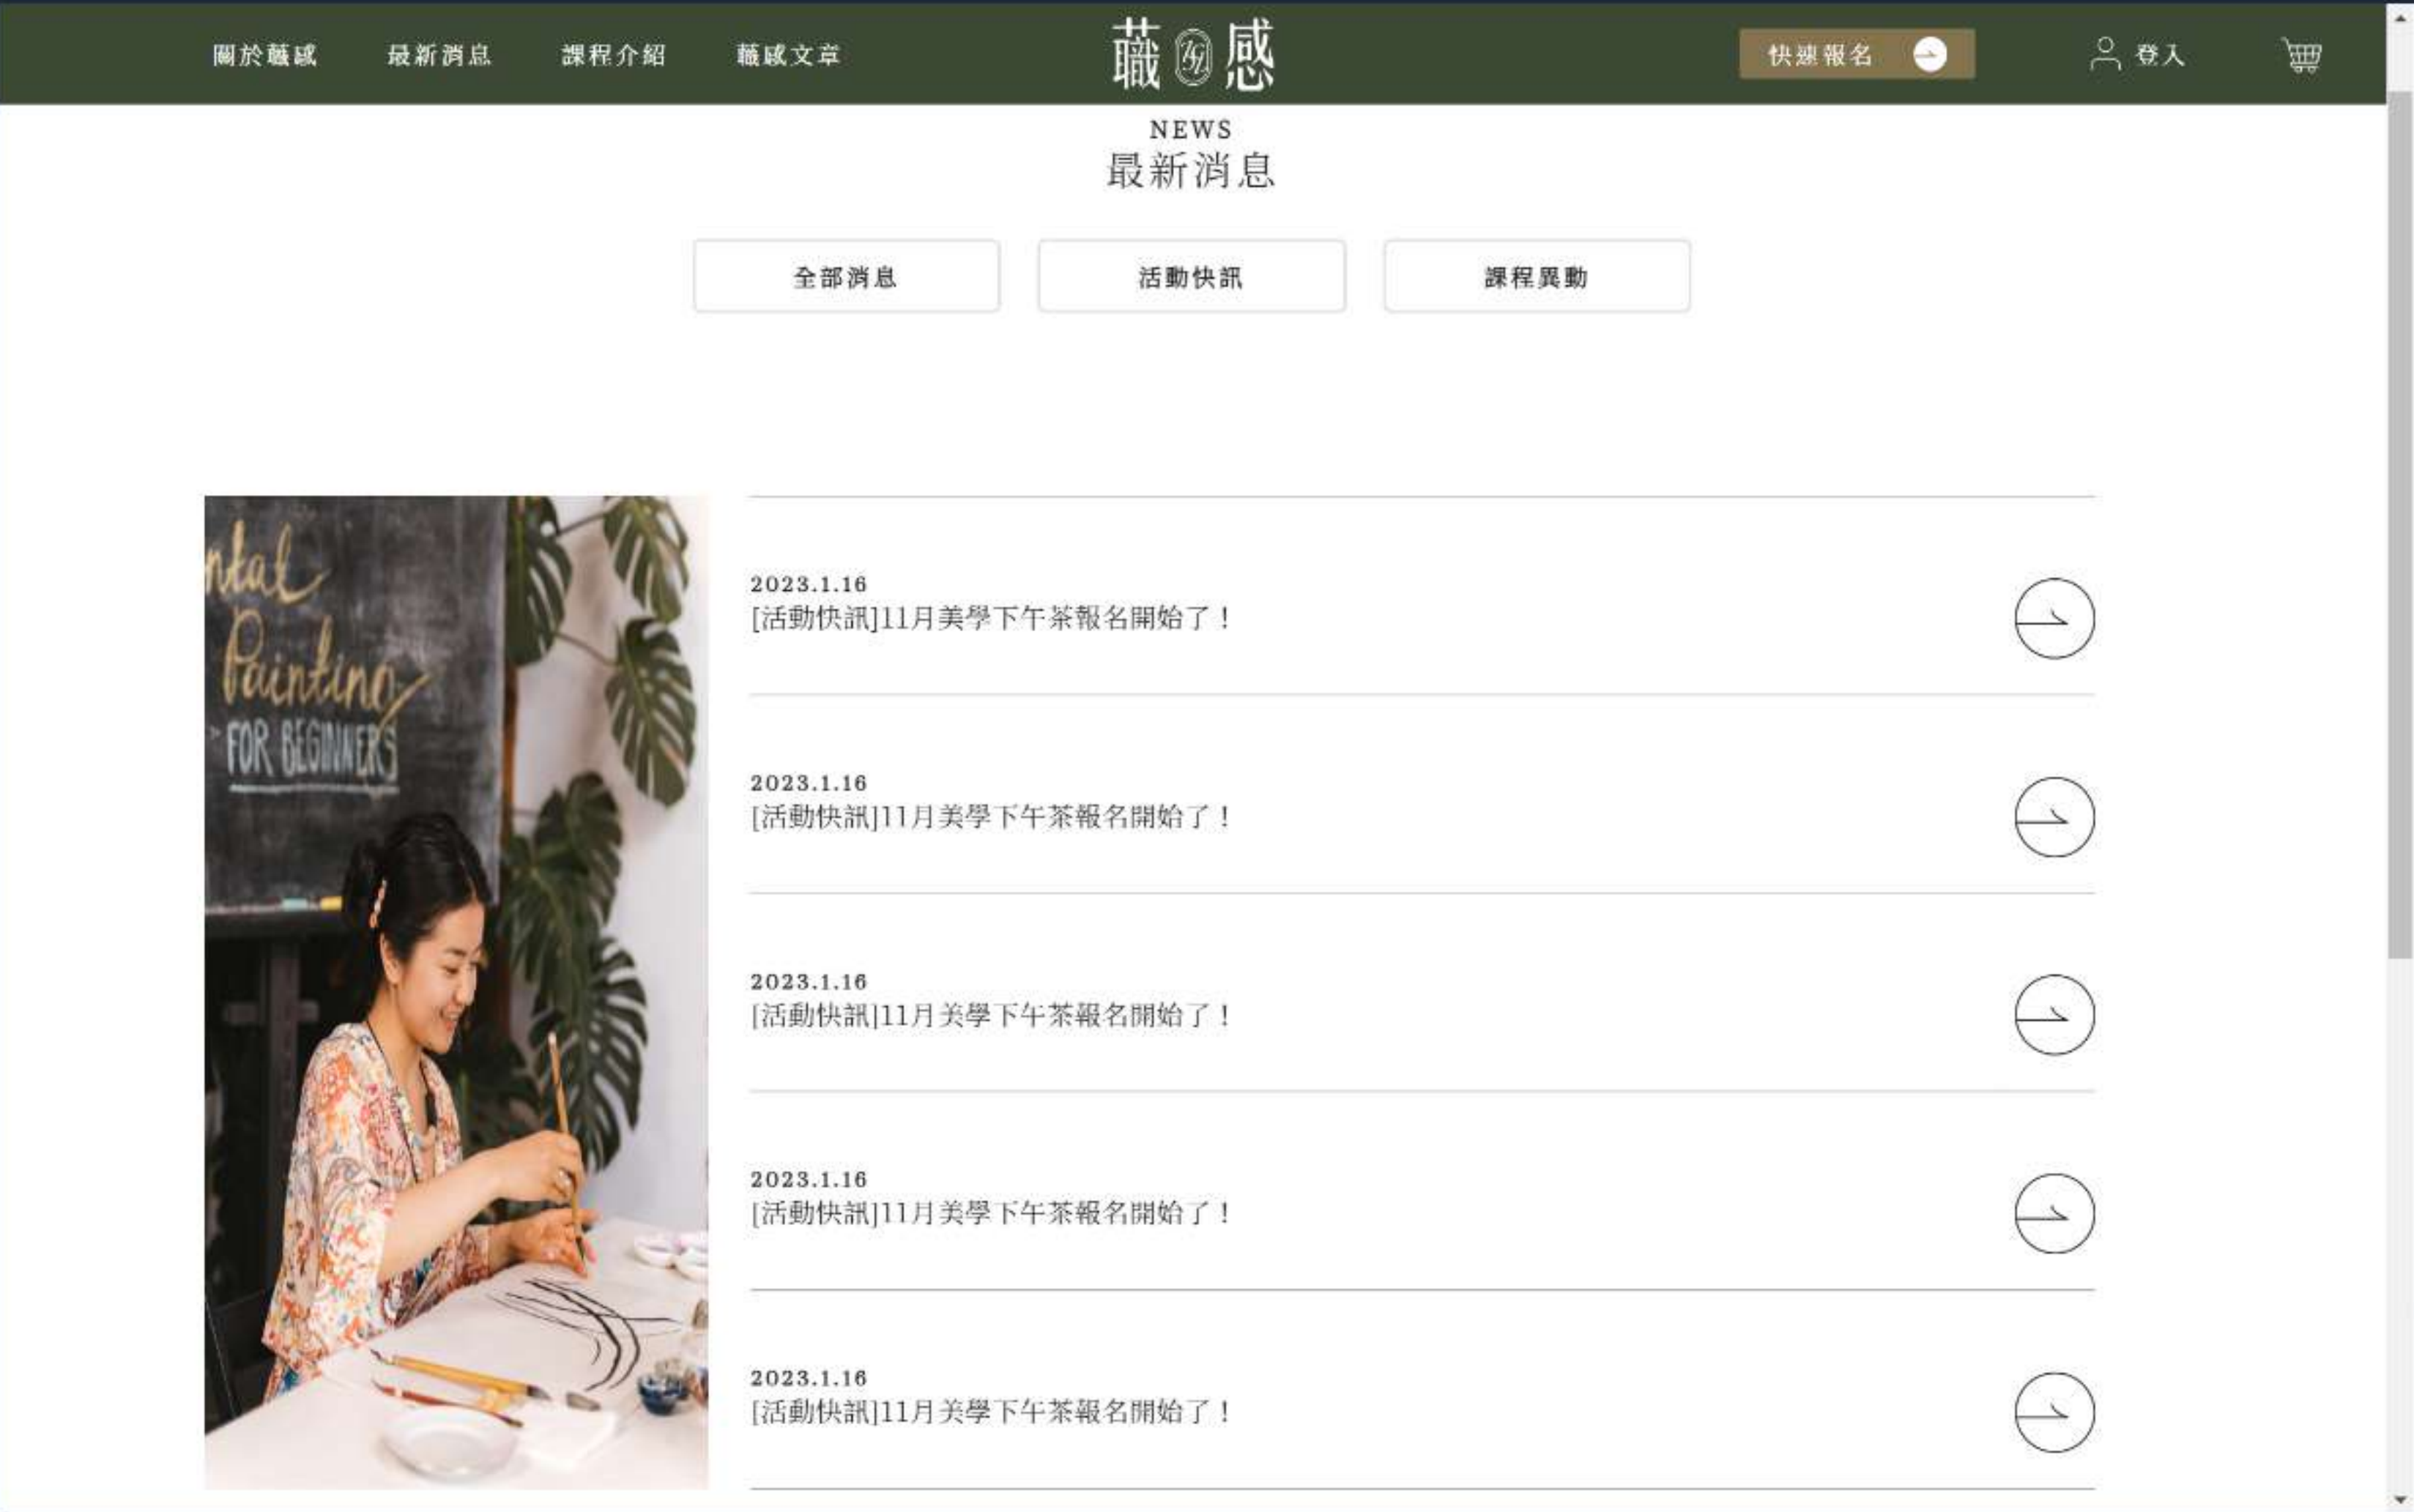 關於蘵感
最新消息
課程介紹
蘵感文章
蘵感
快速報名
登入
NEWS
最新消息
全部消息
活動快訊
課程異動
ntal
Painting
FOR BEGINNERS
2023.1.16
[活動快訊]11月美學下午茶報名開始了！
2023.1.16
[活動快訊]11月美學下午茶報名開始了！
2023.1.16
[活動快訊]11月美學下午茶報名開始了！
2023.1.16
[活動快訊]11月美學下午茶報名開始了！
2023.1.16
[活動快訊]11月美學下午茶報名開始了！